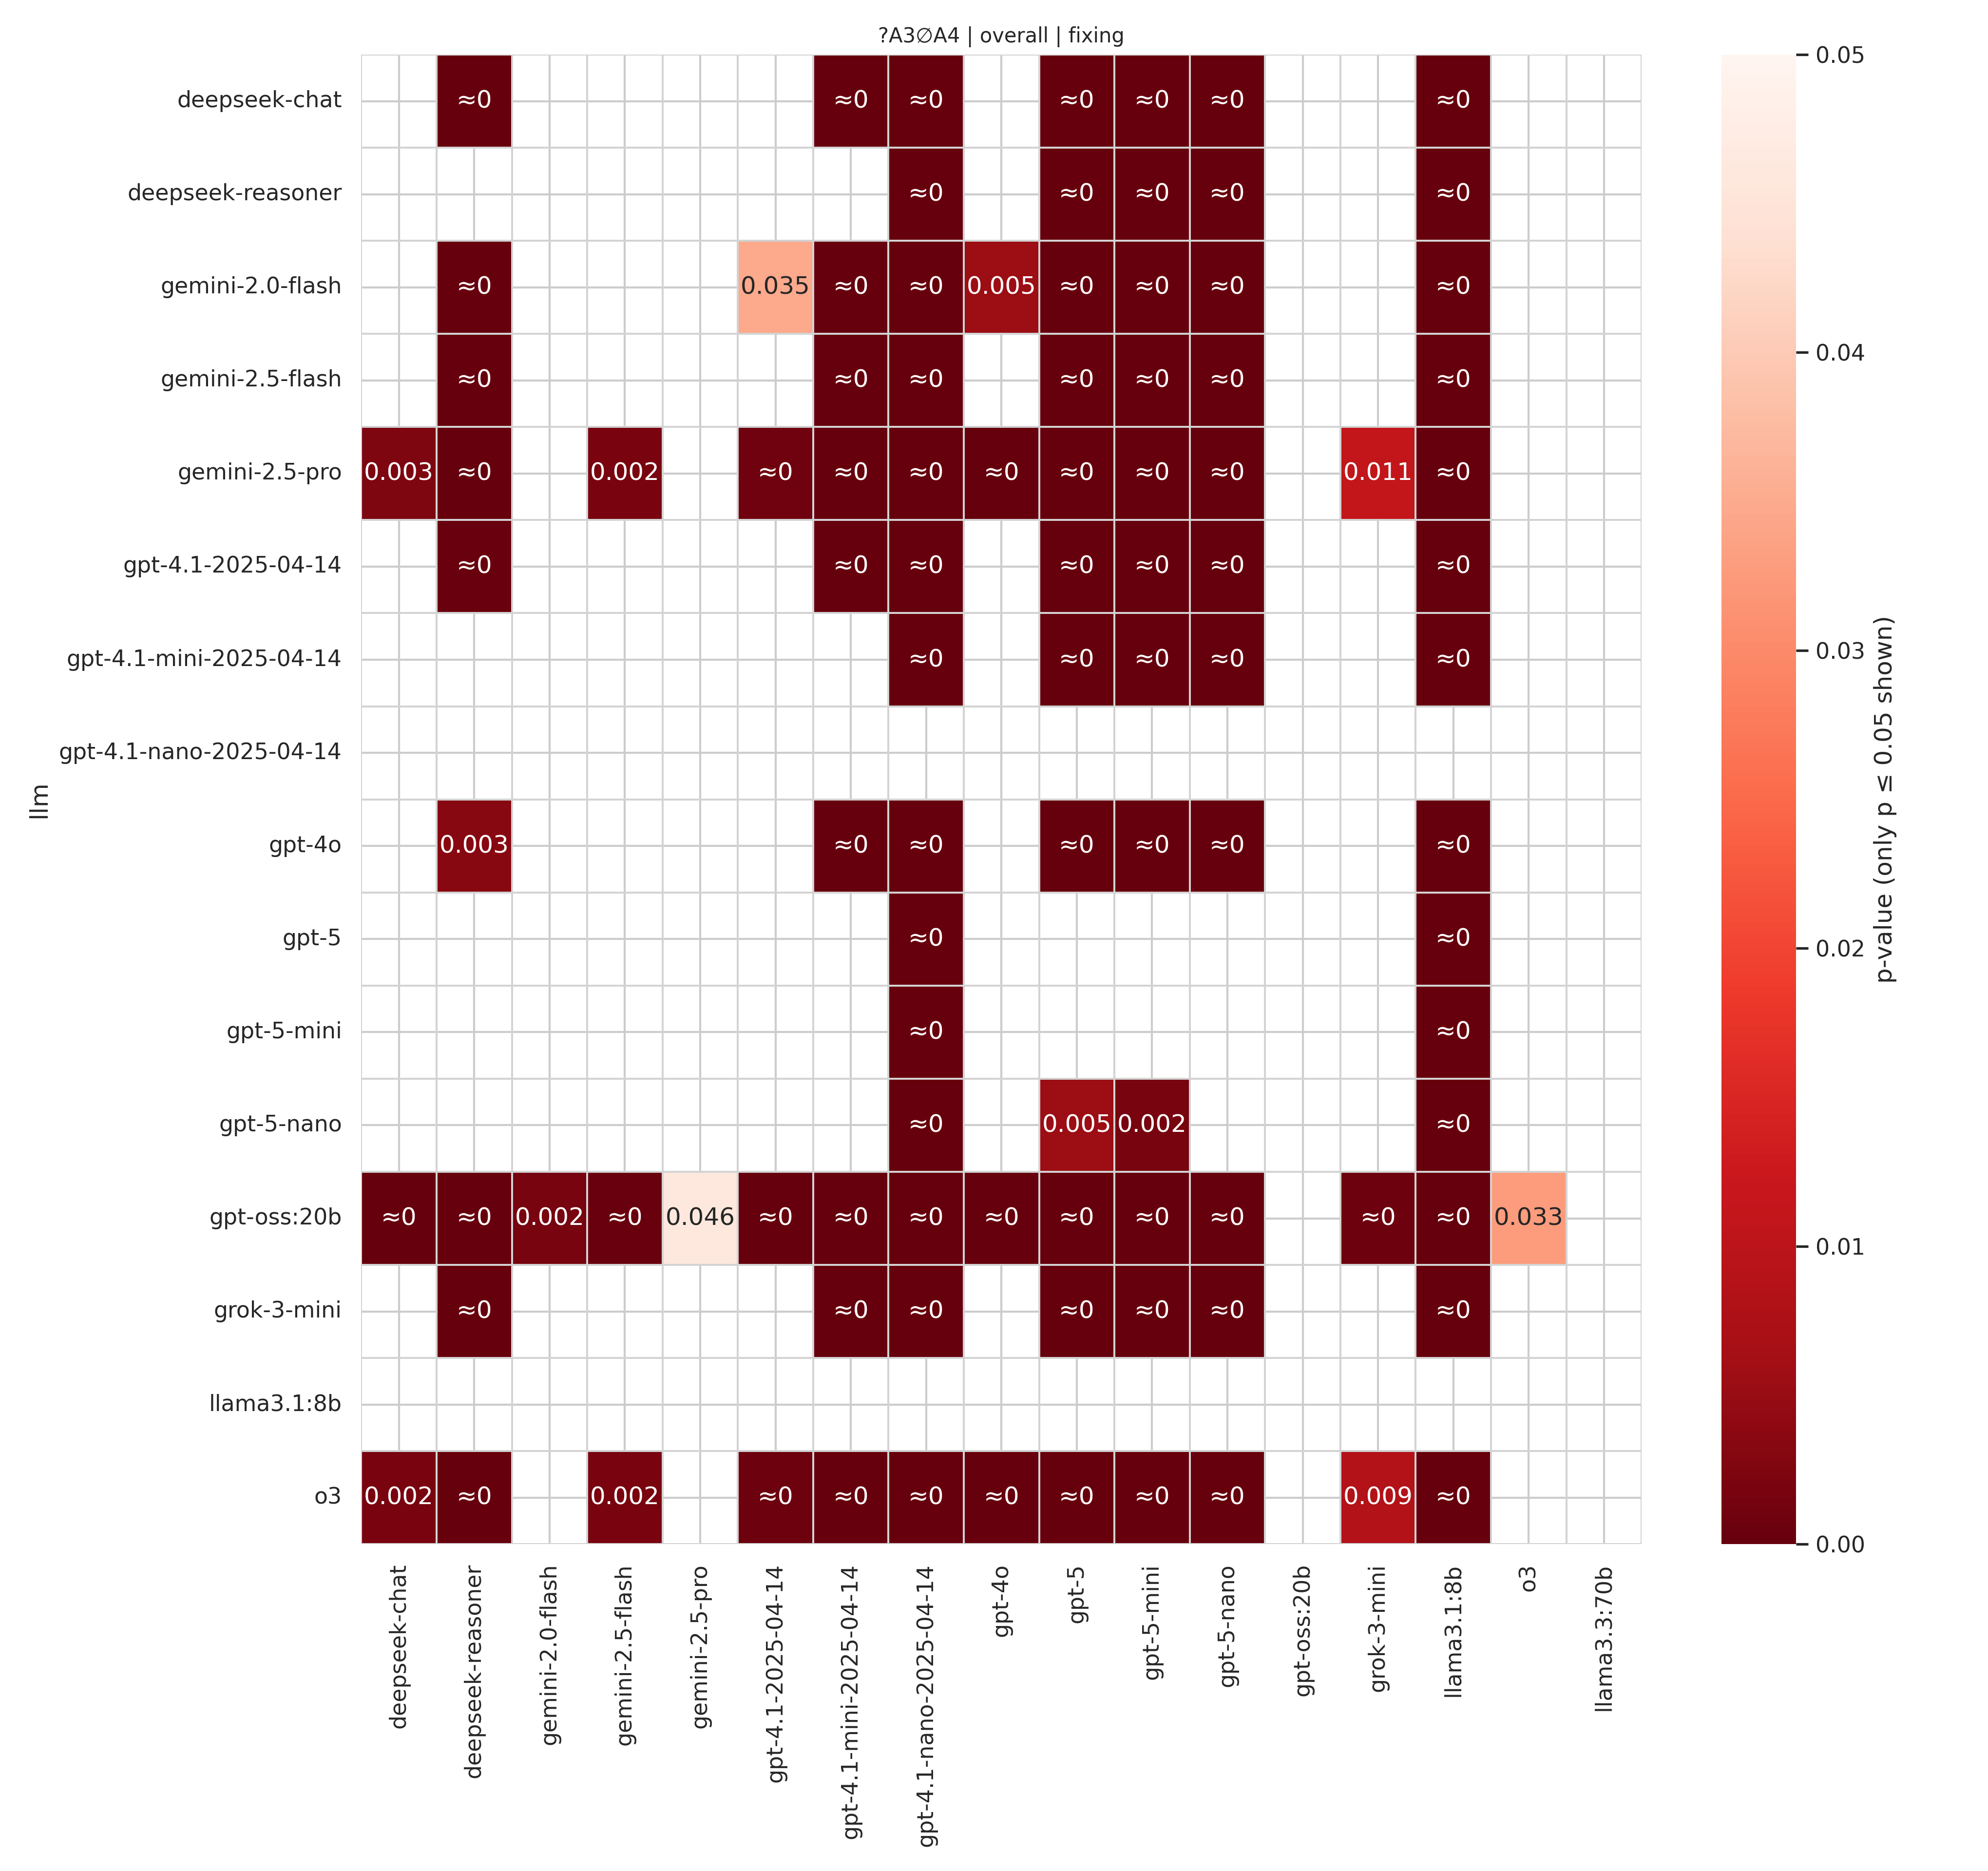 ?A3∅A4 | overall | fixing
llm
deepseek-chat ≈0 ≈0 ≈0 ≈0 ≈0 ≈0 ≈0
deepseek-reasoner ≈0 ≈0 ≈0 ≈0 ≈0
gemini-2.0-flash ≈0 0.035 ≈0 ≈0 0.005 ≈0 ≈0 ≈0 ≈0
gemini-2.5-flash ≈0 ≈0 ≈0 ≈0 ≈0 ≈0 ≈0
gemini-2.5-pro 0.003 ≈0 0.002 ≈0 ≈0 ≈0 ≈0 ≈0 ≈0 ≈0 0.011 ≈0
gpt-4.1-2025-04-14 ≈0 ≈0 ≈0 ≈0 ≈0 ≈0 ≈0
gpt-4.1-mini-2025-04-14 ≈0 ≈0 ≈0 ≈0 ≈0
gpt-4.1-nano-2025-04-14
gpt-4o 0.003 ≈0 ≈0 ≈0 ≈0 ≈0 ≈0
gpt-5 ≈0 ≈0
gpt-5-mini ≈0 ≈0
gpt-5-nano ≈0 0.005 0.002 ≈0
gpt-oss:20b ≈0 ≈0 0.002 ≈0 0.046 ≈0 ≈0 ≈0 ≈0 ≈0 ≈0 ≈0 ≈0 ≈0 0.033
grok-3-mini ≈0 ≈0 ≈0 ≈0 ≈0 ≈0 ≈0
llama3.1:8b
o3 0.002 ≈0 0.002 ≈0 ≈0 ≈0 ≈0 ≈0 ≈0 ≈0 0.009 ≈0
deepseek-chat
deepseek-reasoner
gemini-2.0-flash
gemini-2.5-flash
gemini-2.5-pro
gpt-4.1-2025-04-14
gpt-4.1-mini-2025-04-14
gpt-4.1-nano-2025-04-14
gpt-4o
gpt-5
gpt-5-mini
gpt-5-nano
gpt-oss:20b
grok-3-mini
llama3.1:8b
o3
llama3.3:70b
0.05
0.04
0.03
0.02
0.01
0.00
p-value (only p ≤ 0.05 shown)